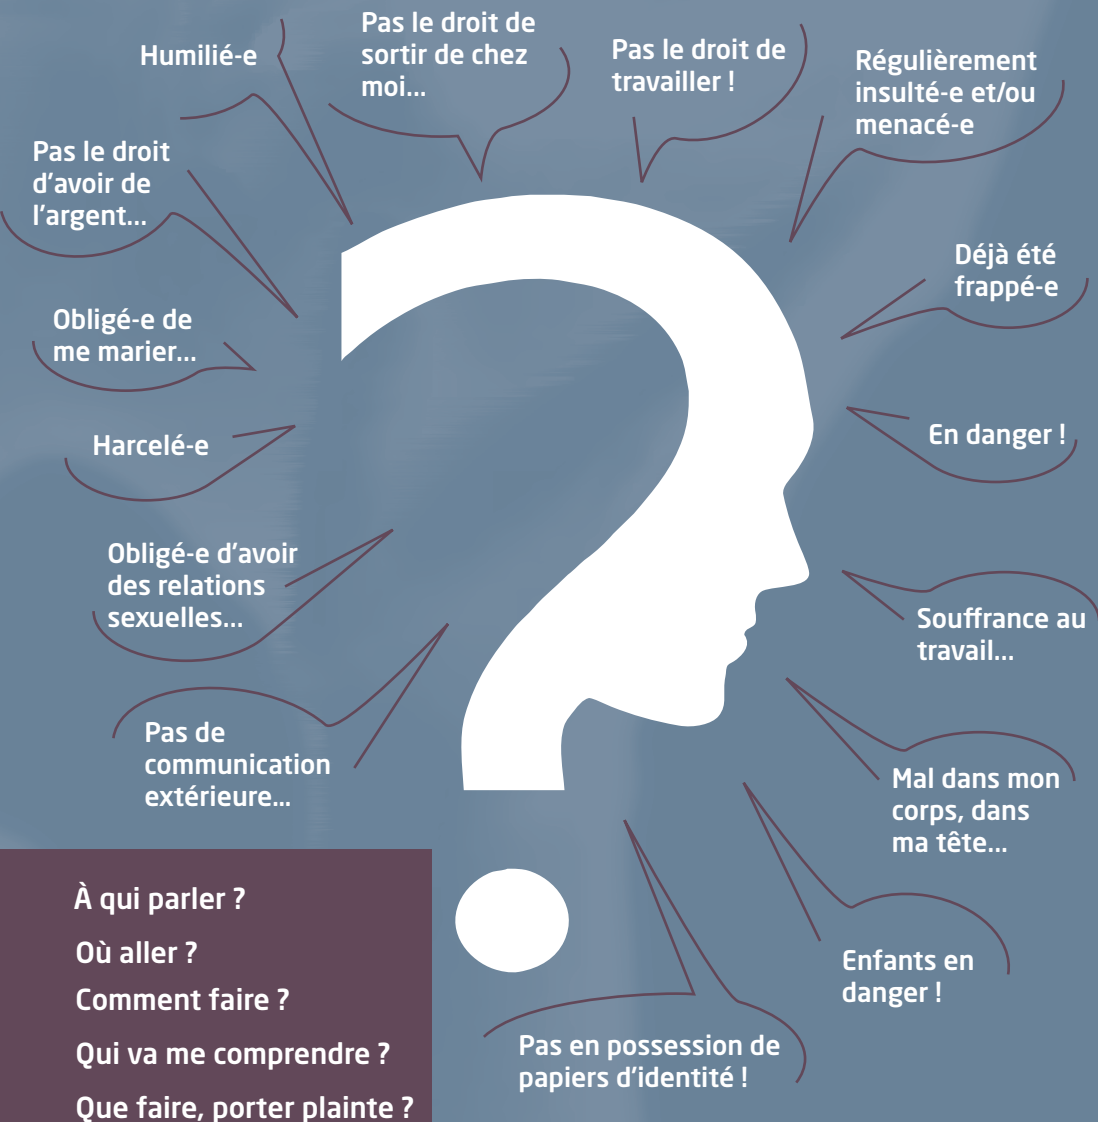 Humilié-e
Pas le droit de
sortir de chez
moi...
Pas le droit de
travailler !
Régulièrement
insulté-e et/ou
menacé-e
Pas le droit
d'avoir de
l'argent...
Déjà été
frappé-e
Obligé-e de
me marier...
En danger !
Harcelé-e
Obligé-e d'avoir
des relations
sexuelles...
Souffrance au
travail...
Pas de
communication
extérieure...
Mal dans mon
corps, dans
ma tête...
Enfants en
danger !
Pas en possession de
papiers d'identité !
À qui parler ?
Où aller ?
Comment faire ?
Qui va me comprendre ?
Que faire, porter plainte ?